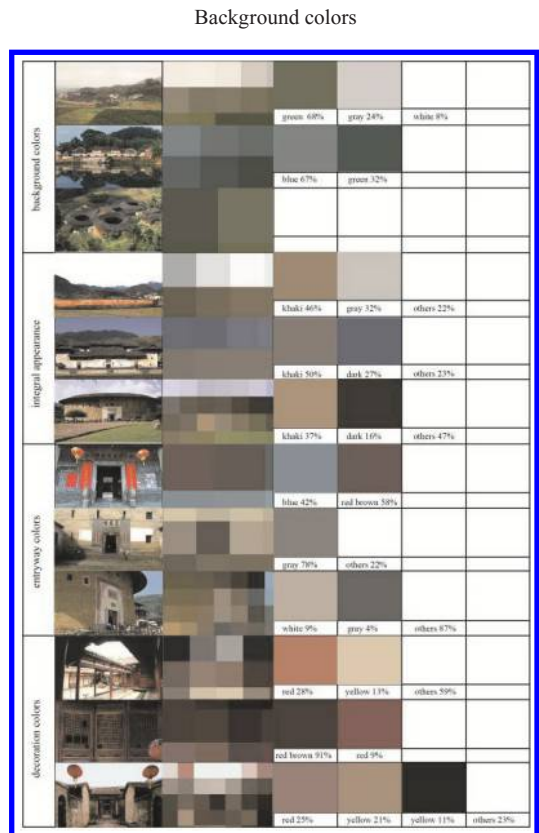 Background colors
background colors
green 68% gray 24% white 8%
blue 67% green 32%
integral appearance
khaki 46% gray 32% others 22%
khaki 50% dark 27% others 23%
khaki 37% dark 16% others 47%
entryway colors
blue 42% red brown 58%
gray 78% others 22%
white 9% gray 4% others 87%
decoration colors
red 28% yellow 13% others 59%
red brown 91% red 9%
red 25% yellow 21% yellow 11% others 23%